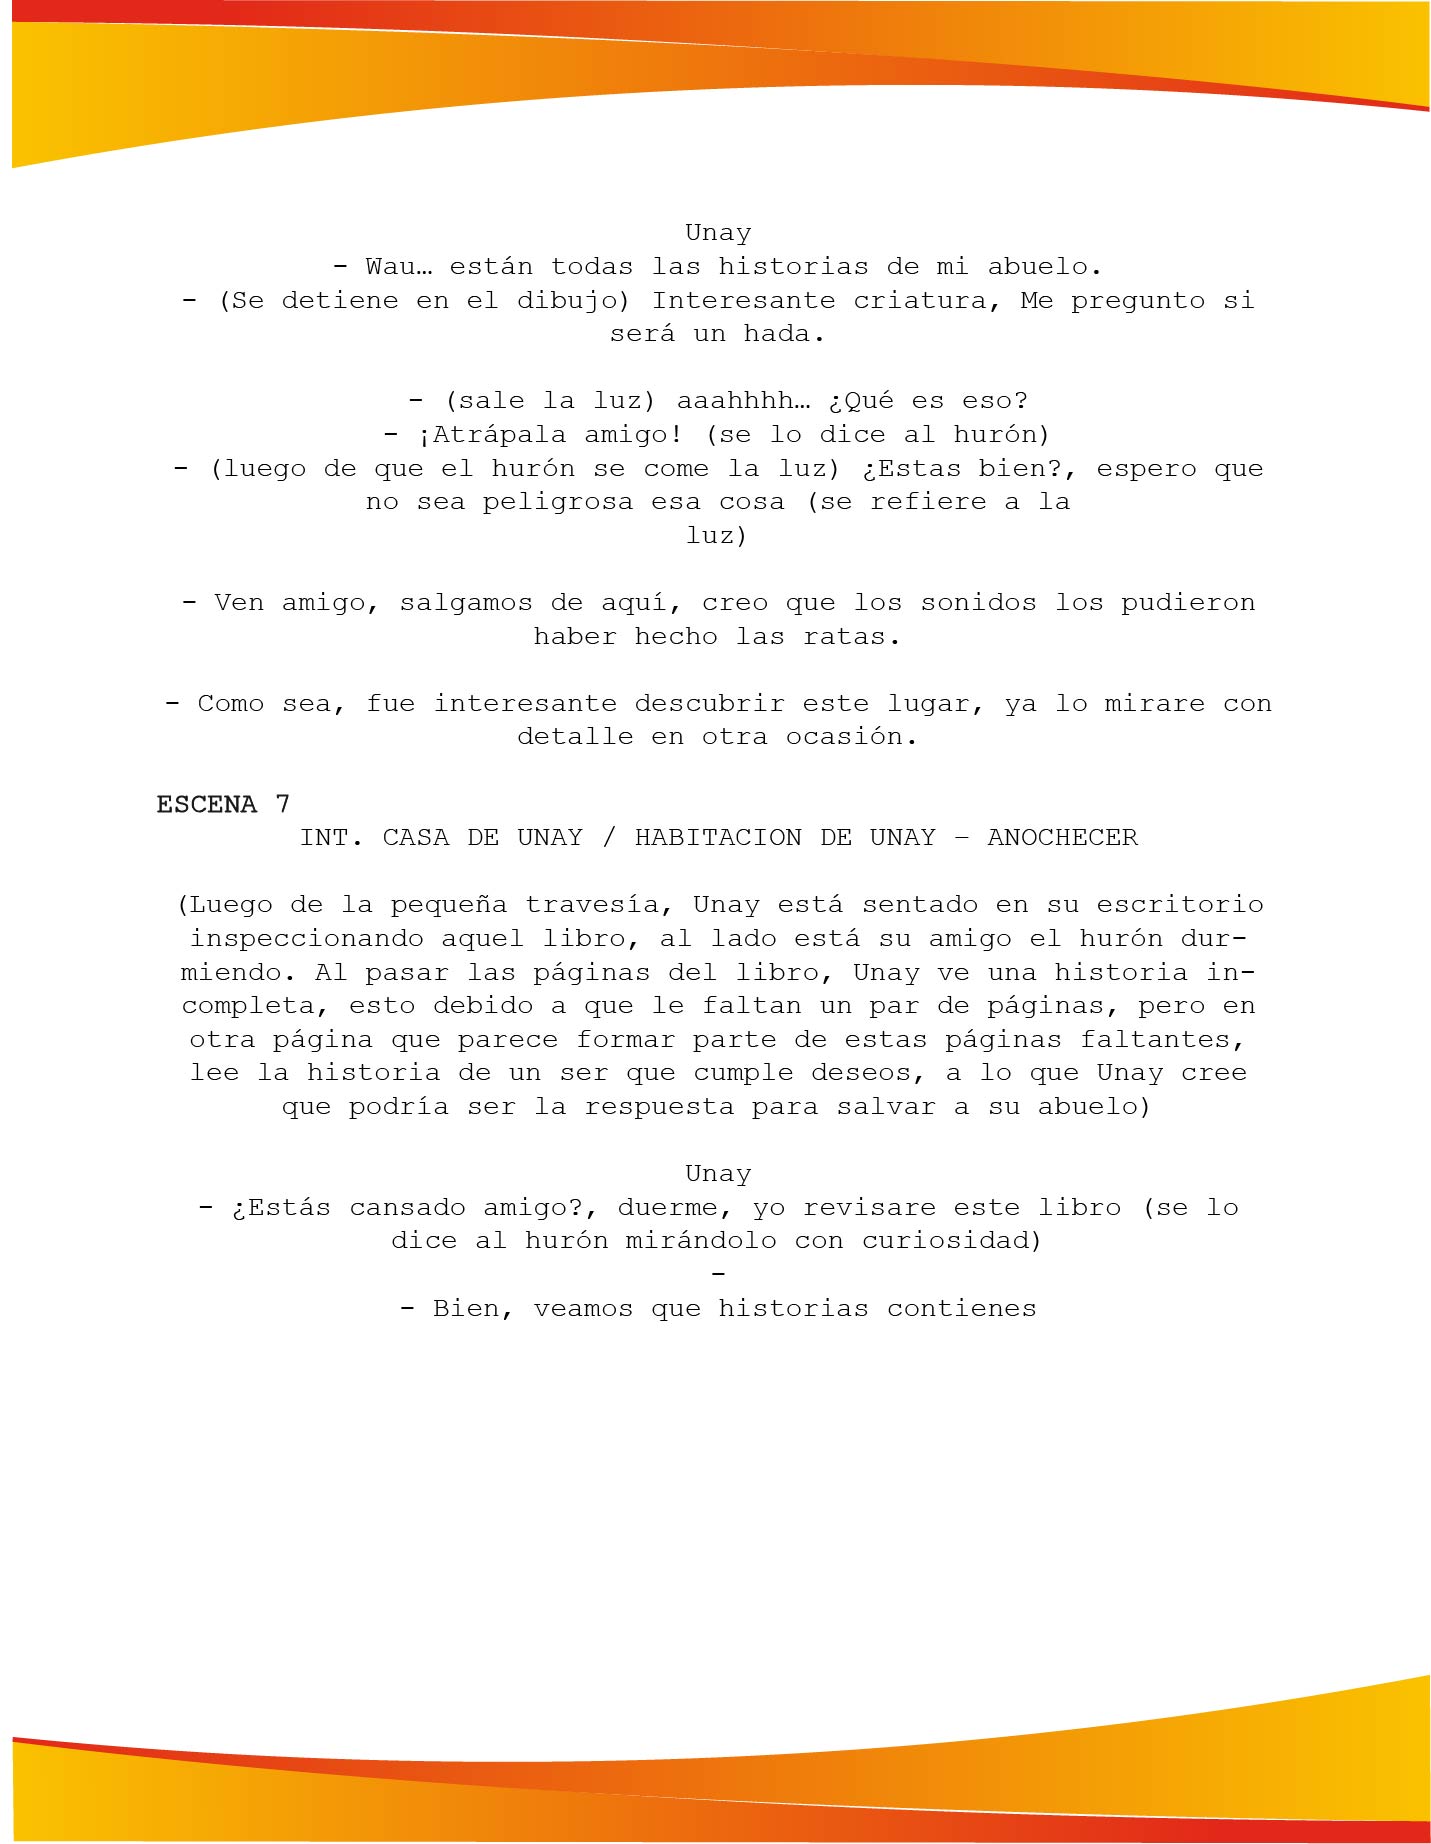 Unay
- Wau… están todas las historias de mi abuelo.
- (Se detiene en el dibujo) Interesante criatura, Me pregunto si
será un hada.
- (sale la luz) aaahhhh… ¿Qué es eso?
- ¡Atrápala amigo! (se lo dice al hurón)
- (luego de que el hurón se come la luz) ¿Estas bien?, espero que
no sea peligrosa esa cosa (se refiere a la
luz)
- Ven amigo, salgamos de aquí, creo que los sonidos los pudieron
haber hecho las ratas.
- Como sea, fue interesante descubrir este lugar, ya lo mirare con
detalle en otra ocasión.
ESCENA 7
INT. CASA DE UNAY / HABITACION DE UNAY – ANOCHECER
(Luego de la pequeña travesía, Unay está sentado en su escritorio
inspeccionando aquel libro, al lado está su amigo el hurón dur-
miendo. Al pasar las páginas del libro, Unay ve una historia in-
completa, esto debido a que le faltan un par de páginas, pero en
otra página que parece formar parte de estas páginas faltantes,
lee la historia de un ser que cumple deseos, a lo que Unay cree
que podría ser la respuesta para salvar a su abuelo)
Unay
- ¿Estás cansado amigo?, duerme, yo revisare este libro (se lo
dice al hurón mirándolo con curiosidad)
-
- Bien, veamos que historias contienes